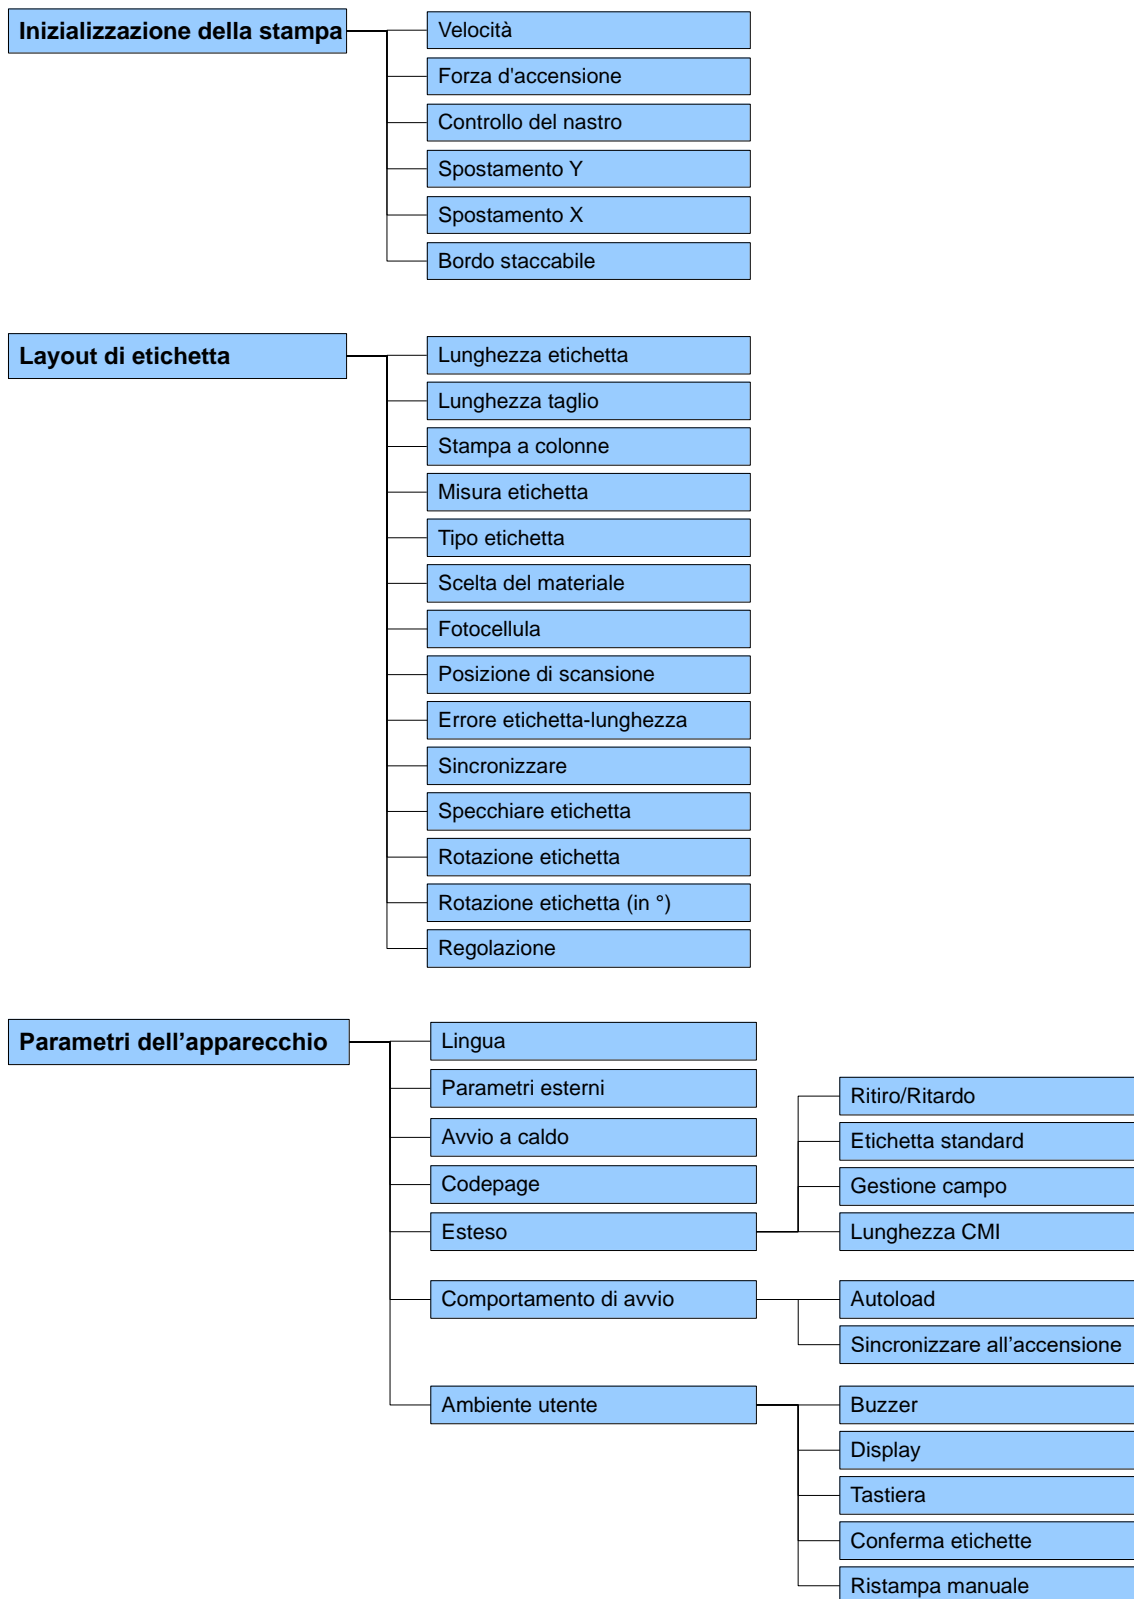 Inizializzazione della stampa
Velocità
Forza d'accensione
Controllo del nastro
Spostamento Y
Spostamento X
Bordo staccabile
Layout di etichetta
Lunghezza etichetta
Lunghezza taglio
Stampa a colonne
Misura etichetta
Tipo etichetta
Scelta del materiale
Fotocellula
Posizione di scansione
Errore etichetta-lunghezza
Sincronizzare
Specchiare etichetta
Rotazione etichetta
Rotazione etichetta (in °)
Regolazione
Parametri dell’apparecchio
Lingua
Parametri esterni
Avvio a caldo
Codepage
Esteso
Ritiro/Ritardo
Etichetta standard
Gestione campo
Lunghezza CMI
Comportamento di avvio
Autoload
Sincronizzare all’accensione
Ambiente utente
Buzzer
Display
Tastiera
Conferma etichette
Ristampa manuale